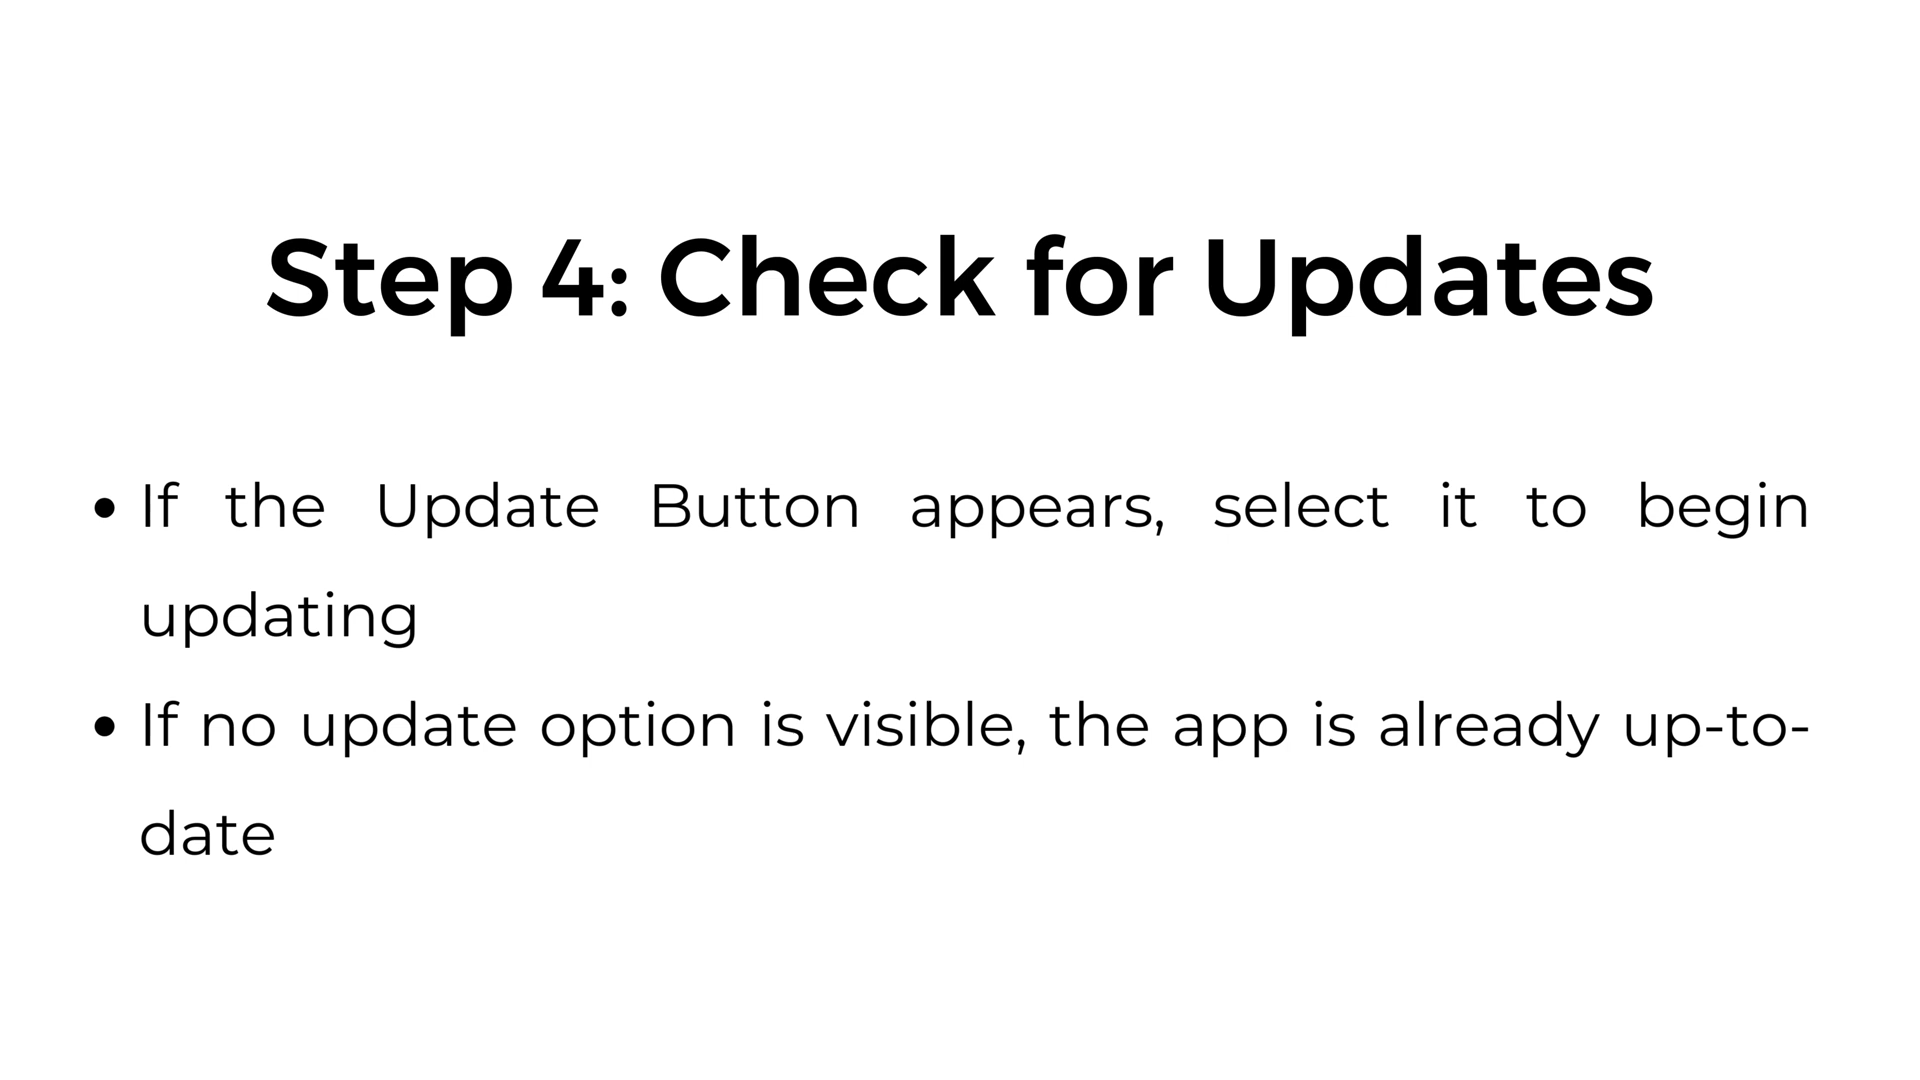 Step 4: Check for Updates
• If the Update Button appears, select it to begin
updating
• If no update option is visible, the app is already up-to-
date